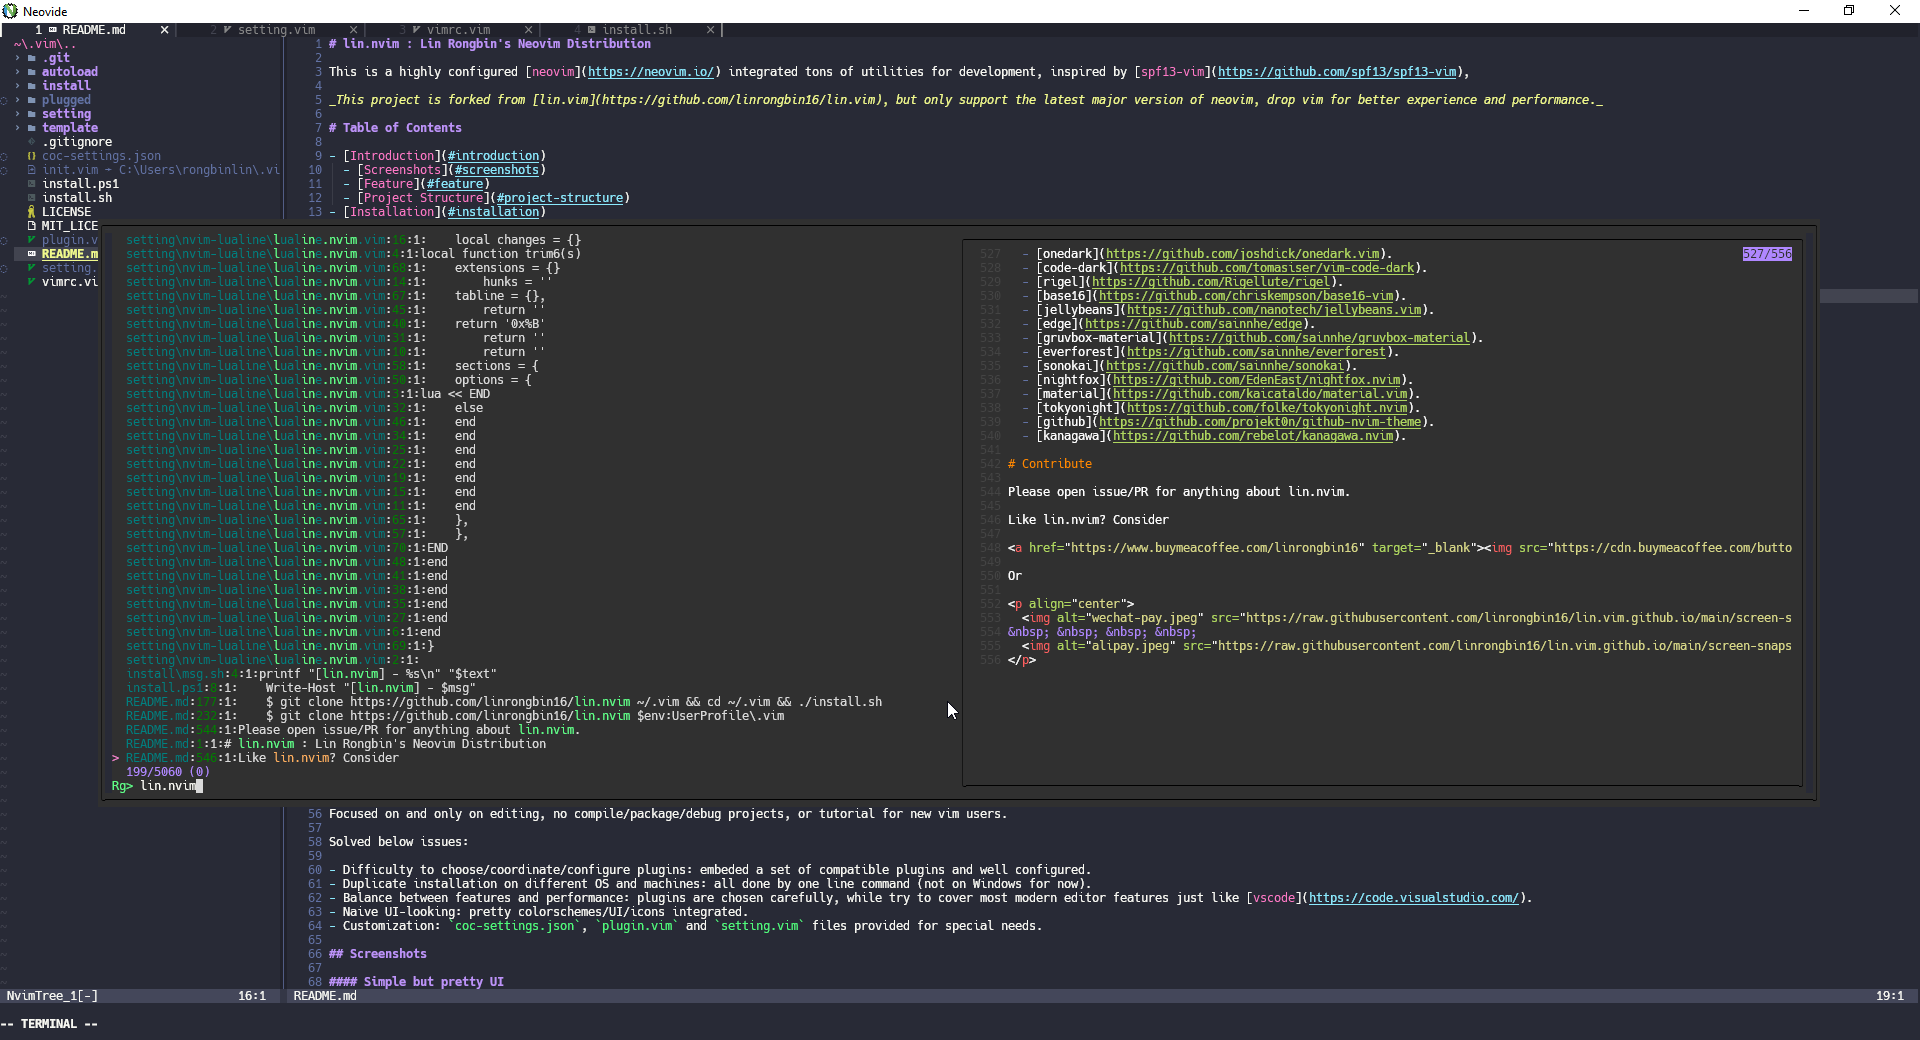 Neovide
1 README.md 2 setting.vim 3 vimrc.vim 4 install.sh
~\.vim\..
.git
autoload
install
plugged
setting
template
.gitignore
coc-settings.json
init.vim → C:\Users\rongbinlin\.vi
install.ps1
install.sh
LICENSE
MIT_LICE
plugin.v
README.m
setting.
vimrc.vi
1 # lin.nvim : Lin Rongbin's Neovim Distribution
2
3 This is a highly configured [neovim](https://neovim.io/) integrated tons of utilities for development, inspired by [spf13-vim](https://github.com/spf13/spf13-vim),
4
5 _This project is forked from [lin.vim](https://github.com/linrongbin16/lin.vim), but only support the latest major version of neovim, drop vim for better experience and performance._
6
7 # Table of Contents
8
9 - [Introduction](#introduction)
10 - [Screenshots](#screenshots)
11 - [Feature](#feature)
12 - [Project Structure](#project-structure)
13 - [Installation](#installation)
setting\nvim-lualine\lualine.nvim.vim:16:1: local changes = {}
setting\nvim-lualine\lualine.nvim.vim:4:1:local function trim6(s)
setting\nvim-lualine\lualine.nvim.vim:68:1: extensions = {}
setting\nvim-lualine\lualine.nvim.vim:14:1: hunks = ''
setting\nvim-lualine\lualine.nvim.vim:67:1: tabline = {},
setting\nvim-lualine\lualine.nvim.vim:45:1: return ''
setting\nvim-lualine\lualine.nvim.vim:40:1: return '0x%B'
setting\nvim-lualine\lualine.nvim.vim:31:1: return ''
setting\nvim-lualine\lualine.nvim.vim:10:1: return ''
setting\nvim-lualine\lualine.nvim.vim:58:1: sections = {
setting\nvim-lualine\lualine.nvim.vim:50:1: options = {
setting\nvim-lualine\lualine.nvim.vim:3:1:lua << END
setting\nvim-lualine\lualine.nvim.vim:32:1: else
setting\nvim-lualine\lualine.nvim.vim:46:1: end
setting\nvim-lualine\lualine.nvim.vim:34:1: end
setting\nvim-lualine\lualine.nvim.vim:25:1: end
setting\nvim-lualine\lualine.nvim.vim:22:1: end
setting\nvim-lualine\lualine.nvim.vim:19:1: end
setting\nvim-lualine\lualine.nvim.vim:15:1: end
setting\nvim-lualine\lualine.nvim.vim:11:1: end
setting\nvim-lualine\lualine.nvim.vim:65:1: },
setting\nvim-lualine\lualine.nvim.vim:57:1: },
setting\nvim-lualine\lualine.nvim.vim:70:1:END
setting\nvim-lualine\lualine.nvim.vim:48:1:end
setting\nvim-lualine\lualine.nvim.vim:41:1:end
setting\nvim-lualine\lualine.nvim.vim:38:1:end
setting\nvim-lualine\lualine.nvim.vim:35:1:end
setting\nvim-lualine\lualine.nvim.vim:27:1:end
setting\nvim-lualine\lualine.nvim.vim:6:1:end
setting\nvim-lualine\lualine.nvim.vim:69:1:}
setting\nvim-lualine\lualine.nvim.vim:2:1:
install\msg.sh:4:1:printf "[lin.nvim] - %s\n" "$text"
install.ps1:8:1: Write-Host "[lin.nvim] - $msg"
README.md:177:1: $ git clone https://github.com/linrongbin16/lin.nvim ~/.vim && cd ~/.vim && ./install.sh
README.md:232:1: $ git clone https://github.com/linrongbin16/lin.nvim $env:UserProfile\.vim
README.md:544:1:Please open issue/PR for anything about lin.nvim.
README.md:1:1:# lin.nvim : Lin Rongbin's Neovim Distribution
> README.md:546:1:Like lin.nvim? Consider
199/5060 (0)
Rg> lin.nvim
527/556
527 - [onedark](https://github.com/joshdick/onedark.vim).
528 - [code-dark](https://github.com/tomasiser/vim-code-dark).
529 - [rigel](https://github.com/Rigellute/rigel).
530 - [base16](https://github.com/chriskempson/base16-vim).
531 - [jellybeans](https://github.com/nanotech/jellybeans.vim).
532 - [edge](https://github.com/sainnhe/edge).
533 - [gruvbox-material](https://github.com/sainnhe/gruvbox-material).
534 - [everforest](https://github.com/sainnhe/everforest).
535 - [sonokai](https://github.com/sainnhe/sonokai).
536 - [nightfox](https://github.com/EdenEast/nightfox.nvim).
537 - [material](https://github.com/kaicataldo/material.vim).
538 - [tokyonight](https://github.com/folke/tokyonight.nvim).
539 - [github](https://github.com/projekt0n/github-nvim-theme).
540 - [kanagawa](https://github.com/rebelot/kanagawa.nvim).
541
542 # Contribute
543
544 Please open issue/PR for anything about lin.nvim.
545
546 Like lin.nvim? Consider
547
548 <a href="https://www.buymeacoffee.com/linrongbin16" target="_blank"><img src="https://cdn.buymeacoffee.com/butto
549
550 Or
551
552 <p align="center">
553 <img alt="wechat-pay.jpeg" src="https://raw.githubusercontent.com/linrongbin16/lin.vim.github.io/main/screen-s
554 &nbsp; &nbsp; &nbsp; &nbsp;
555 <img alt="alipay.jpeg" src="https://raw.githubusercontent.com/linrongbin16/lin.vim.github.io/main/screen-snaps
556 </p>
56 Focused on and only on editing, no compile/package/debug projects, or tutorial for new vim users.
57
58 Solved below issues:
59
60 - Difficulty to choose/coordinate/configure plugins: embeded a set of compatible plugins and well configured.
61 - Duplicate installation on different OS and machines: all done by one line command (not on Windows for now).
62 - Balance between features and performance: plugins are chosen carefully, while try to cover most modern editor features just like [vscode](https://code.visualstudio.com/).
63 - Naive UI-looking: pretty colorschemes/UI/icons integrated.
64 - Customization: `coc-settings.json`, `plugin.vim` and `setting.vim` files provided for special needs.
65
66 ## Screenshots
67
68 #### Simple but pretty UI
NvimTree_1[-] 16:1 README.md 19:1
-- TERMINAL --